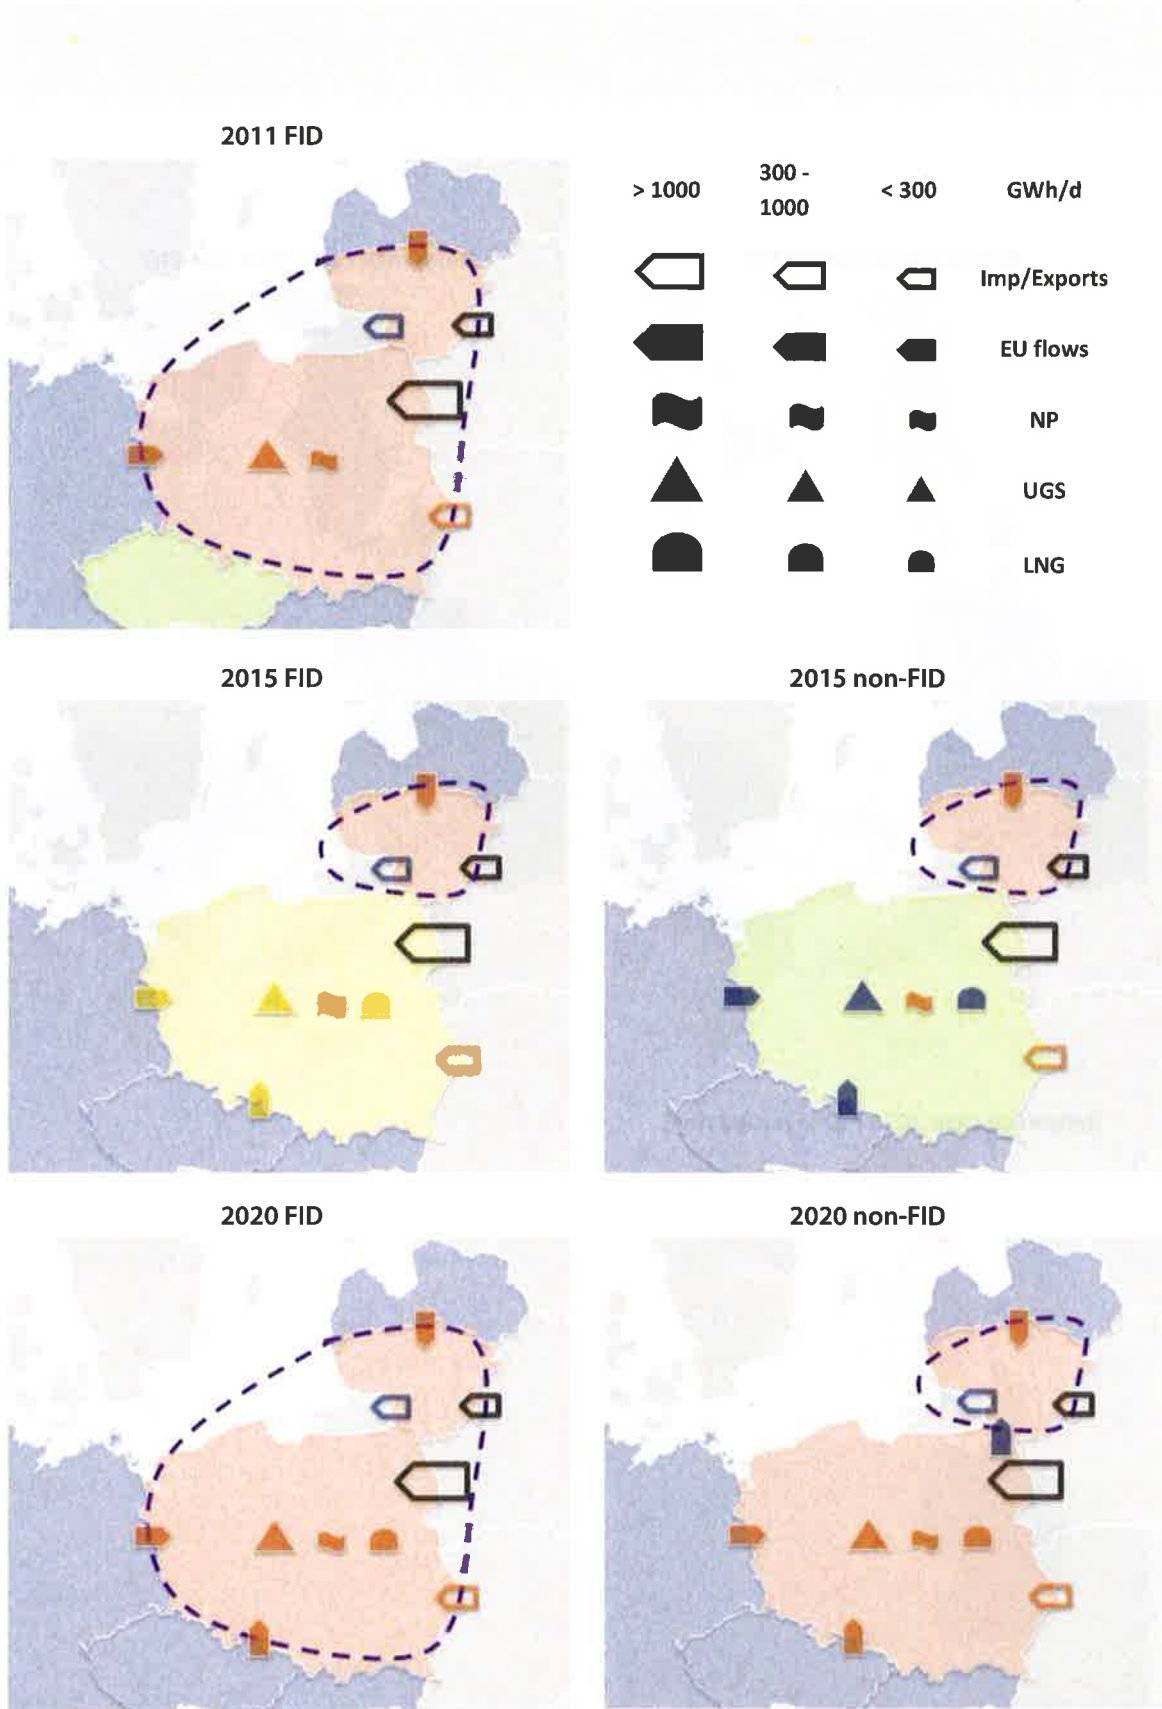 2011 FID
> 1000
300 -
1000
< 300
GWh/d
Imp/Exports
EU flows
NP
UGS
LNG
2015 FID
2015 non-FID
2020 FID
2020 non-FID